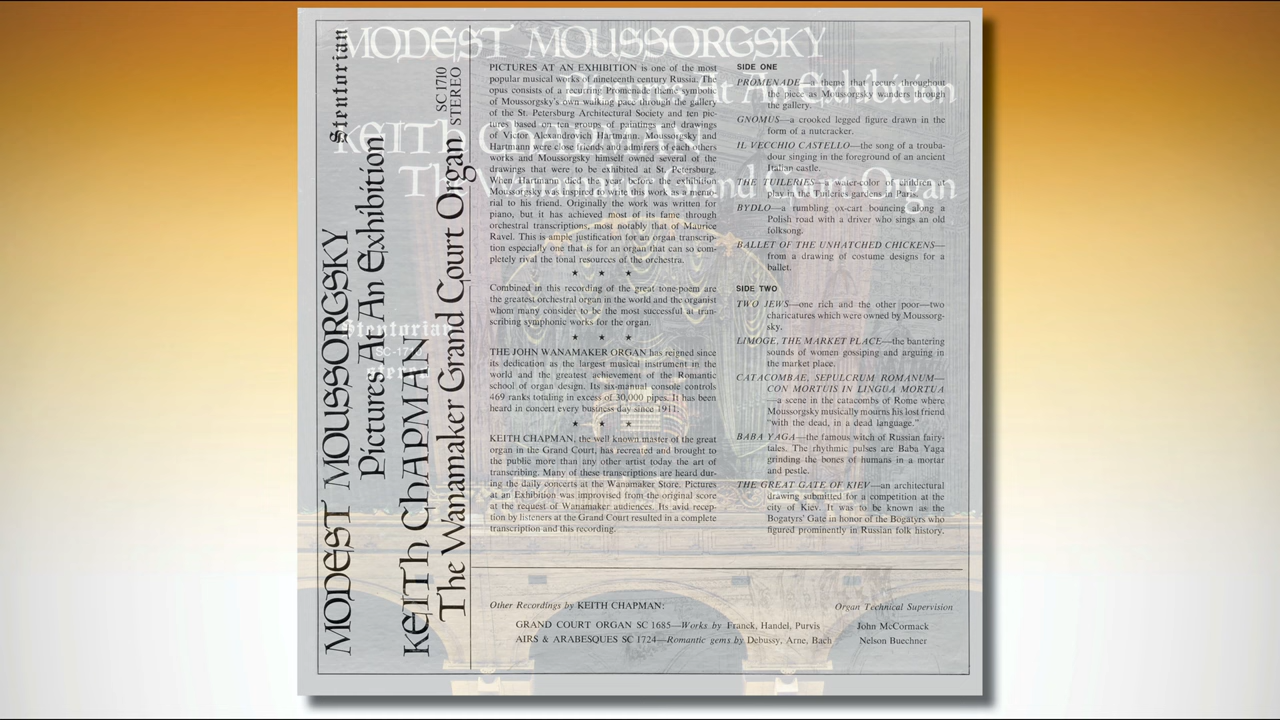 Stentorian
MODEST MOUSSORGSKY
Pictures At An Exhibition
KEITH CHAPMAN
The Wanamaker Grand Court Organ
SC 1710
STEREO
MODEST MOUSSORGSKY
Pictures At An Exhibition
KEITH CHAPMAN
The Wanamaker Grand Court Organ
Stentorian
stereo
PICTURES AT AN EXHIBITION is one of the most
popular musical works of nineteenth century Russia. The
opus consists of a recurring Promenade theme symbolic
of Moussorgsky's own walking pace through the gallery
of the St. Petersburg Architectural Society and ten pic-
tures based on ten groups of paintings and drawings
of Victor Alexandrovich Hartmann. Moussorgsky and
Hartmann were close friends and admirers of each others
works and Moussorgsky himself owned several of the
drawings that were to be exhibited at St. Petersburg.
When Hartmann died the year before the exhibition
Moussorgsky was inspired to write this work as a memo-
rial to his friend. Originally the work was written for
piano, but it has achieved most of its fame through
orchestral transcriptions, most notably that of Maurice
Ravel. This is ample justification for an organ transcrip-
tion especially one that is for an organ that can so com-
pletely rival the tonal resources of the orchestra.
★ ★ ★
Combined in this recording of the great tone-poem are
the greatest orchestral organ in the world and the organist
whom many consider to be the most successful at tran-
scribing symphonic works for the organ.
★ ★ ★
THE JOHN WANAMAKER ORGAN has reigned since
its dedication as the largest musical instrument in the
world and the greatest achievement of the Romantic
school of organ design. Its six-manual console controls
469 ranks totaling in excess of 30,000 pipes. It has been
heard in concert every business day since 1911.
★ ★ ★
KEITH CHAPMAN, the well known master of the great
organ in the Grand Court, has recreated and brought to
the public more than any other artist today the art of
transcribing. Many of these transcriptions are heard dur-
ing the daily concerts at the Wanamaker Store. Pictures
at an Exhibition was improvised from the original score
at the request of Wanamaker audiences. Its avid recep-
tion by listeners at the Grand Court resulted in a complete
transcription and this recording.
SIDE ONE
PROMENADE—a theme that recurs throughout
the piece as Moussorgsky wanders through
the gallery.
GNOMUS—a crooked legged figure drawn in the
form of a nutcracker.
IL VECCHIO CASTELLO—the song of a trouba-
dour singing in the foreground of an ancient
Italian castle.
THE TUILERIES—a water-color of children at
play in the Tuileries gardens in Paris.
BYDLO—a rumbling ox-cart bouncing along a
Polish road with a driver who sings an old
folksong.
BALLET OF THE UNHATCHED CHICKENS—
from a drawing of costume designs for a
ballet.
SIDE TWO
TWO JEWS—one rich and the other poor—two
charicatures which were owned by Moussorg-
sky.
LIMOGE, THE MARKET PLACE—the bantering
sounds of women gossiping and arguing in
the market place.
CATACOMBAE, SEPULCRUM ROMANUM—
CON MORTUIS IN LINGUA MORTUA
—a scene in the catacombs of Rome where
Moussorgsky musically mourns his lost friend
"with the dead, in a dead language."
BABA YAGA—the famous witch of Russian fairy-
tales. The rhythmic pulses are Baba Yaga
grinding the bones of humans in a mortar
and pestle.
THE GREAT GATE OF KIEV—an architectural
drawing submitted for a competition at the
city of Kiev. It was to be known as the
Bogatyrs' Gate in honor of the Bogatyrs who
figured prominently in Russian folk history.
Other Recordings by KEITH CHAPMAN:
GRAND COURT ORGAN SC 1685—Works by Franck, Handel, Purvis
AIRS & ARABESQUES SC 1724—Romantic gems by Debussy, Arne, Bach
Organ Technical Supervision
John McCormack
Nelson Buechner